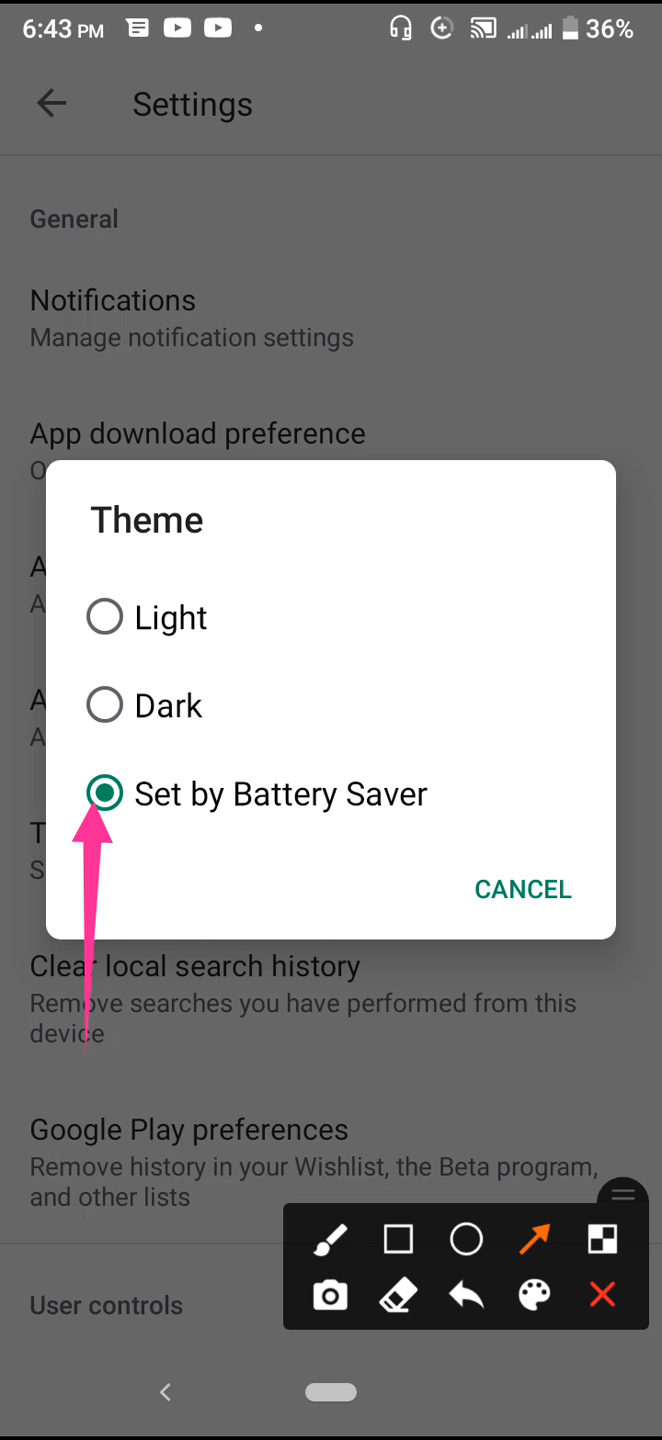 6:43 PM
36%
Settings
General
Notifications
Manage notification settings
App download preference
O
Theme
A
A
Light
A
Dark
A
Set by Battery Saver
T
S
CANCEL
Clear local search history
Remove searches you have performed from this
device
Google Play preferences
Remove history in your Wishlist, the Beta program,
and other lists
User controls